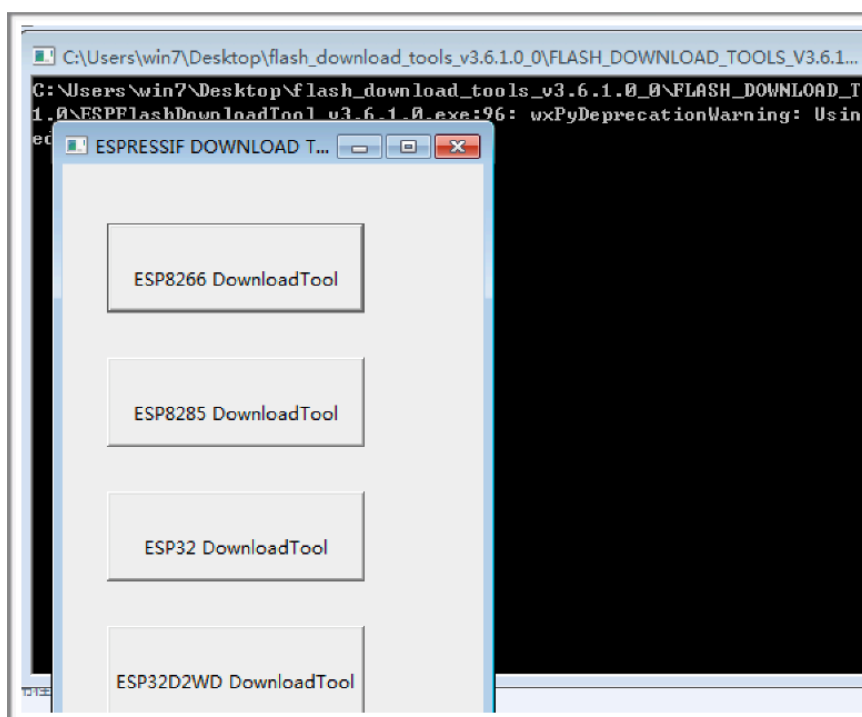 C:\Users\win7\Desktop\flash_download_tools_v3.6.1.0_0\FLASH_DOWNLOAD_TOOLS_V3.6.1...
C:\Users\win7\Desktop\flash_download_tools_v3.6.1.0_0\FLASH_DOWNLOAD_T
1.0\ESPFlashDownloadTool_v3.6.1.0.exe:96: wxPyDeprecationWarning: Usin
ed
ESPRESSIF DOWNLOAD T...
ESP8266 DownloadTool
ESP8285 DownloadTool
ESP32 DownloadTool
ESP32D2WD DownloadTool